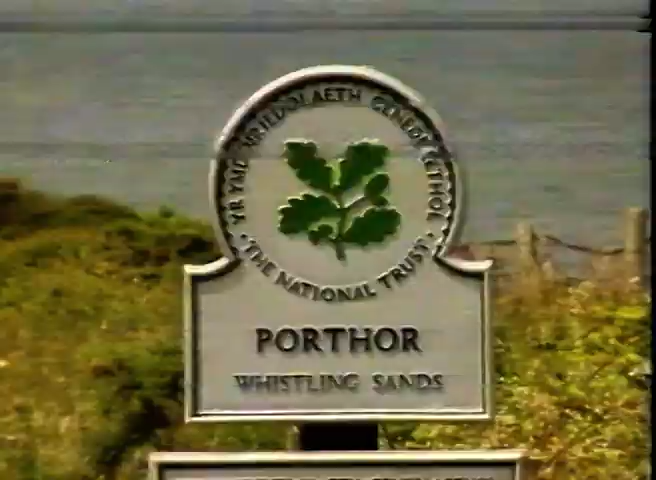 YR YMDDIRIEDOLAETH GENEDLAETHOL
THE NATIONAL TRUST
PORTHOR
WHISTLING SANDS